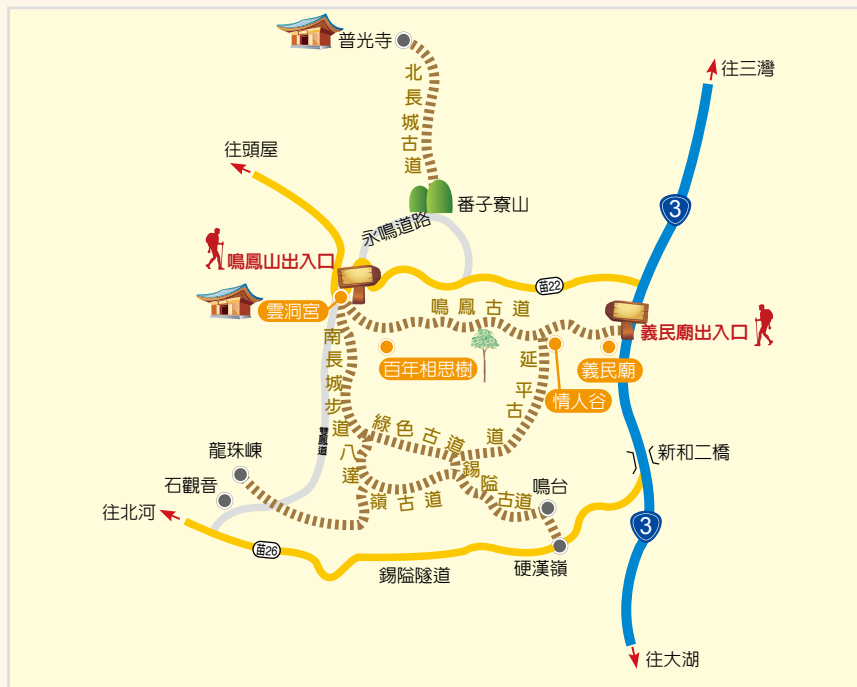 普光寺
北長城古道
往三灣
往頭屋
3
番子寮山
永鳴道路
鳴鳳山出入口
苗22
雲洞宮
鳴鳳古道
義民廟出入口
南長城步道
百年相思樹
延平古道
義民廟
情人谷
綠色古道
雙鳳道
八達嶺古道
錫隘古道
新和二橋
龍珠崠
石觀音
鳴台
往北河
3
苗26
錫隘隧道
硬漢嶺
往大湖